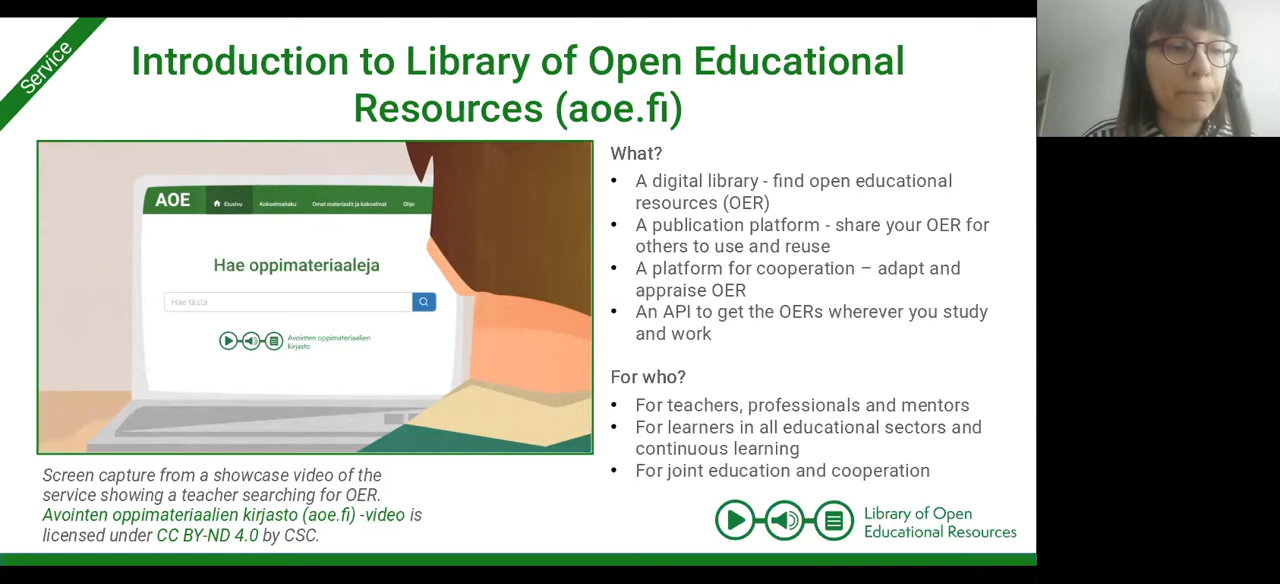 Service
Introduction to Library of Open Educational
Resources (aoe.fi)
AOE
Etusivu
Kokoelmahaku
Omat materiaalit ja kokoelmat
Ohje
Hae oppimateriaaleja
Hae tästä
Avointen oppimateriaalien
kirjasto
Screen capture from a showcase video of the
service showing a teacher searching for OER.
Avointen oppimateriaalien kirjasto (aoe.fi) -video is
licensed under CC BY-ND 4.0 by CSC.
What?
• A digital library - find open educational
resources (OER)
• A publication platform - share your OER for
others to use and reuse
• A platform for cooperation – adapt and
appraise OER
• An API to get the OERs wherever you study
and work
For who?
• For teachers, professionals and mentors
• For learners in all educational sectors and
continuous learning
• For joint education and cooperation
Library of Open
Educational Resources